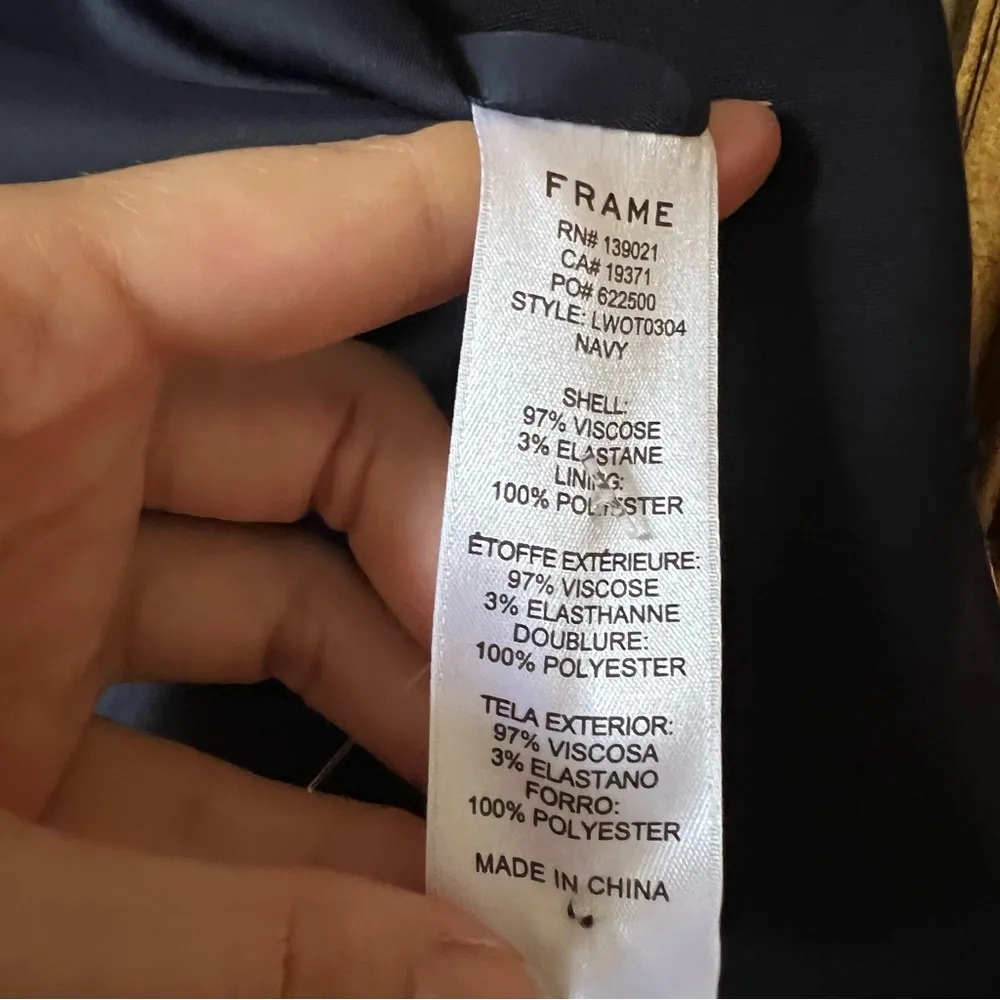 FRAME
RN# 139021
CA# 19371
PO# 622500
STYLE: LWOT0304
NAVY
SHELL:
97% VISCOSE
3% ELASTANE
LINING:
100% POLYESTER
ÉTOFFE EXTÉRIEURE:
97% VISCOSE
3% ELASTHANNE
DOUBLURE:
100% POLYESTER
TELA EXTERIOR:
97% VISCOSA
3% ELASTANO
FORRO:
100% POLYESTER
MADE IN CHINA